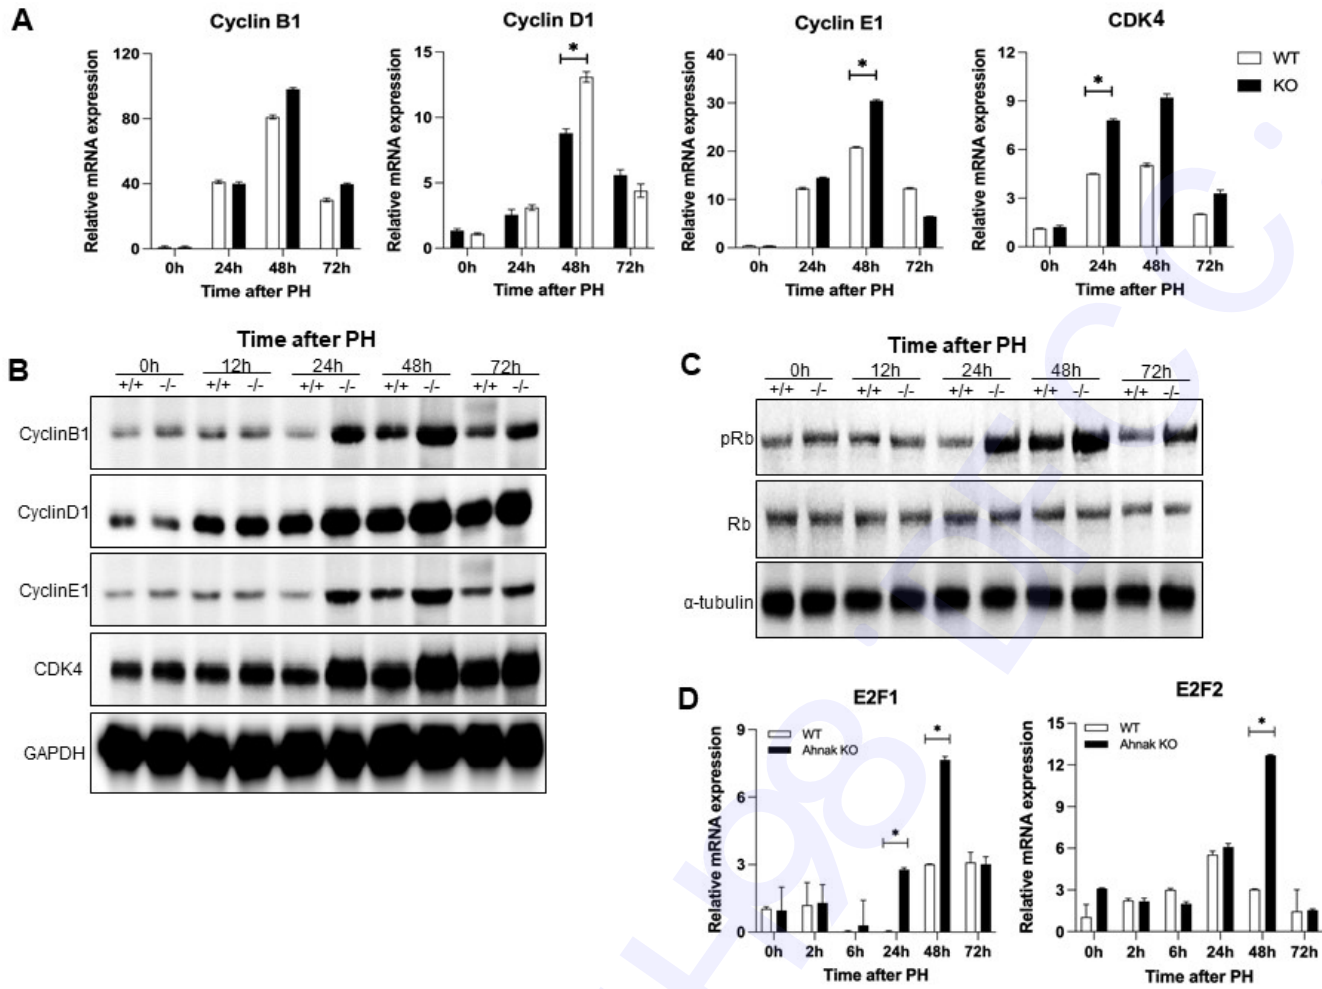 A
Cyclin B1
Relative mRNA expression
120
80
40
0
0h 24h 48h 72h
Time after PH
Cyclin D1
Relative mRNA expression
15
10
5
0
*
0h 24h 48h 72h
Time after PH
Cyclin E1
Relative mRNA expression
40
30
20
10
0
*
0h 24h 48h 72h
Time after PH
CDK4
Relative mRNA expression
12
9
6
3
0
*
0h 24h 48h 72h
Time after PH
WT
KO
B
Time after PH
0h 12h 24h 48h 72h
+/+ -/- +/+ -/- +/+ -/- +/+ -/- +/+ -/-
CyclinB1
CyclinD1
CyclinE1
CDK4
GAPDH
C
Time after PH
0h 12h 24h 48h 72h
+/+ -/- +/+ -/- +/+ -/- +/+ -/- +/+ -/-
pRb
Rb
α-tubulin
D
E2F1
WT
Ahnak KO
Relative mRNA expression
9
6
3
0
*
*
0h 2h 6h 24h 48h 72h
Time after PH
E2F2
WT
Ahnak KO
Relative mRNA expression
15
12
9
6
3
0
*
0h 2h 6h 24h 48h 72h
Time after PH